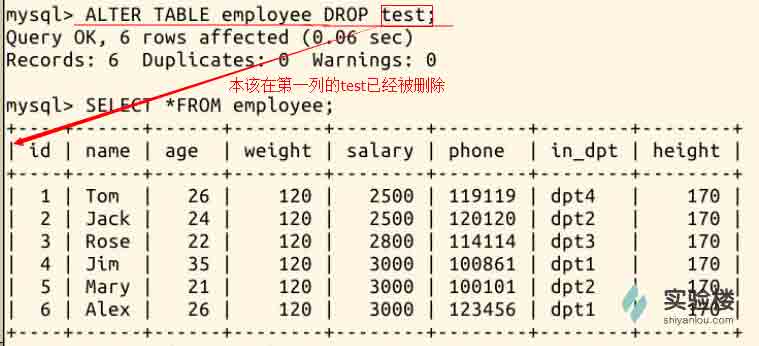 mysql> ALTER TABLE employee DROP test;
Query OK, 6 rows affected (0.06 sec)
Records: 6  Duplicates: 0  Warnings: 0
本该在第一列的test已经被删除
mysql> SELECT *FROM employee;
+----+------+------+--------+--------+--------+--------+--------+
| id | name | age | weight | salary | phone | in_dpt | height |
+----+------+------+--------+--------+--------+--------+--------+
| 1 | Tom | 26 | 120 | 2500 | 119119 | dpt4 | 170 |
| 2 | Jack | 24 | 120 | 2500 | 120120 | dpt2 | 170 |
| 3 | Rose | 22 | 120 | 2800 | 114114 | dpt3 | 170 |
| 4 | Jim | 35 | 120 | 3000 | 100861 | dpt1 | 170 |
| 5 | Mary | 21 | 120 | 3000 | 100101 | dpt2 | 170 |
| 6 | Alex | 26 | 120 | 3000 | 123456 | dpt1 | 170 |
+----+------+------+--------+--------+--------+--------+--------+
实验楼
shiyanlou.com